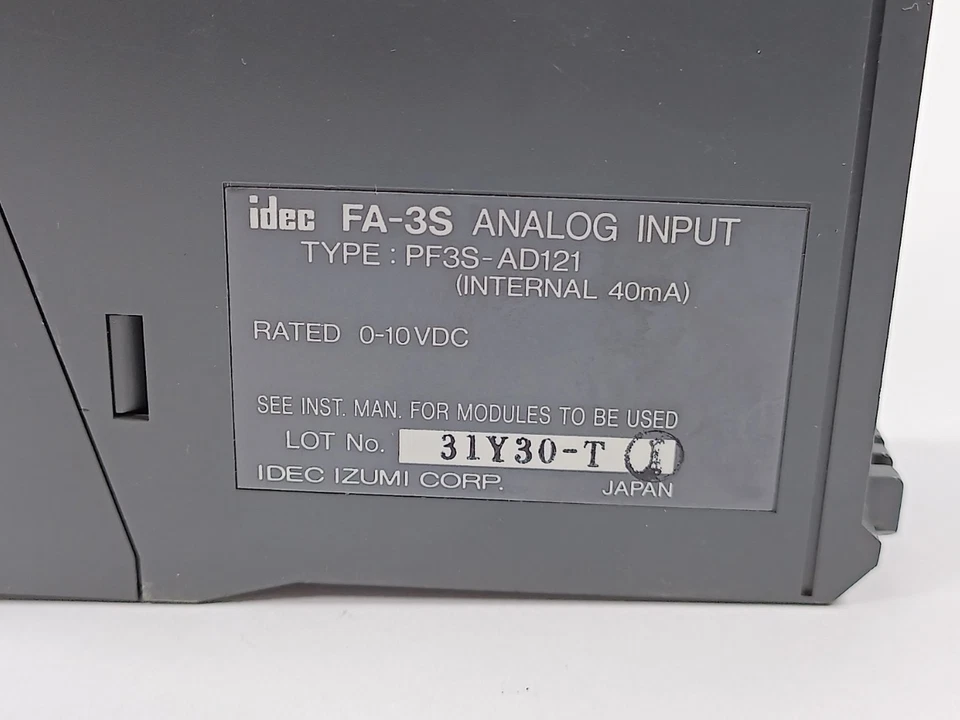 idec FA-3S ANALOG INPUT
TYPE : PF3S-AD121
(INTERNAL 40mA)
RATED 0-10VDC
SEE INST. MAN. FOR MODULES TO BE USED
LOT No. 31Y30-T
IDEC IZUMI CORP. JAPAN